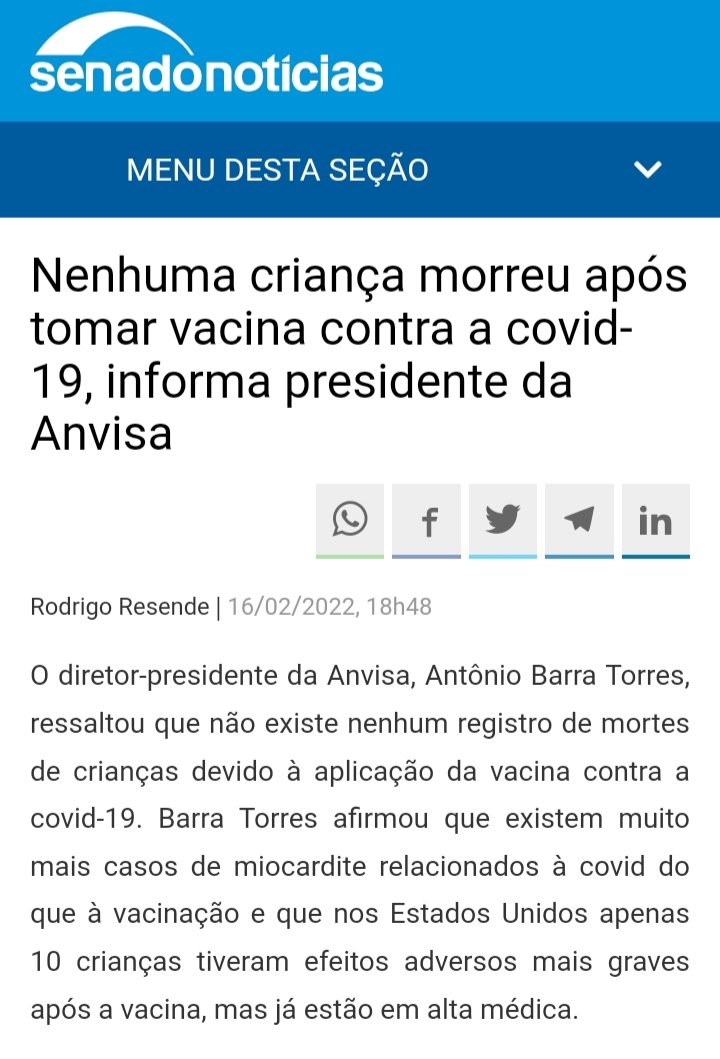 senadonotícias
MENU DESTA SEÇÃO
Nenhuma criança morreu após
tomar vacina contra a covid-
19, informa presidente da
Anvisa
Rodrigo Resende | 16/02/2022, 18h48
O diretor-presidente da Anvisa, Antônio Barra Torres,
ressaltou que não existe nenhum registro de mortes
de crianças devido à aplicação da vacina contra a
covid-19. Barra Torres afirmou que existem muito
mais casos de miocardite relacionados à covid do
que à vacinação e que nos Estados Unidos apenas
10 crianças tiveram efeitos adversos mais graves
após a vacina, mas já estão em alta médica.